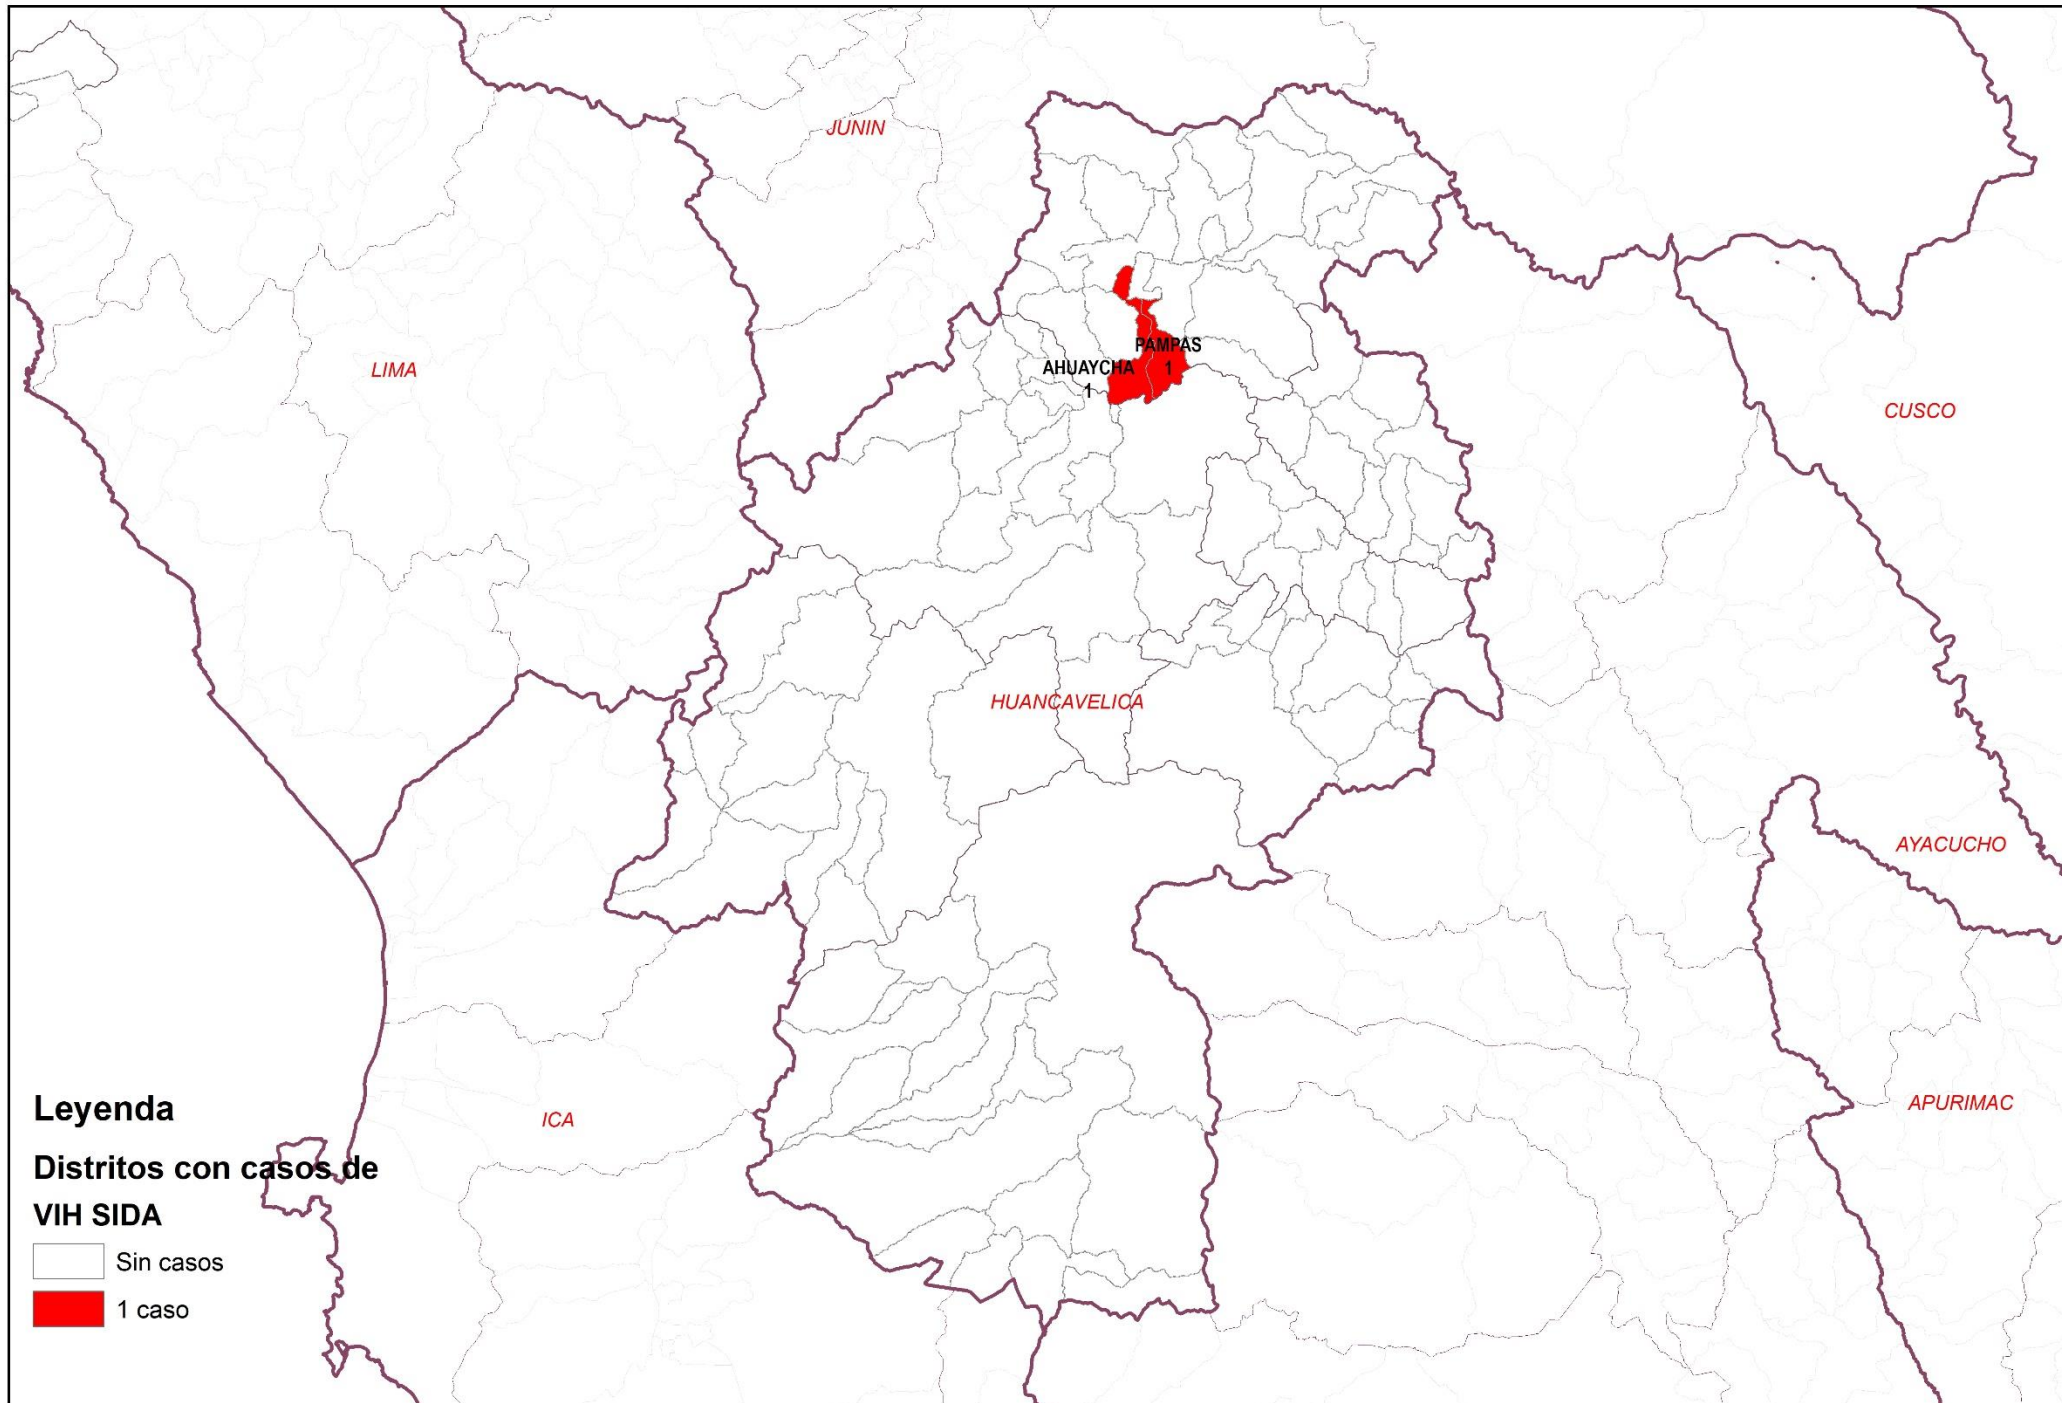 JUNIN
PAMPAS
1
AHUAYCHA
1
LIMA
CUSCO
HUANCAVELICA
AYACUCHO
ICA
APURIMAC
Leyenda
Distritos con casos de
VIH SIDA
Sin casos
1 caso